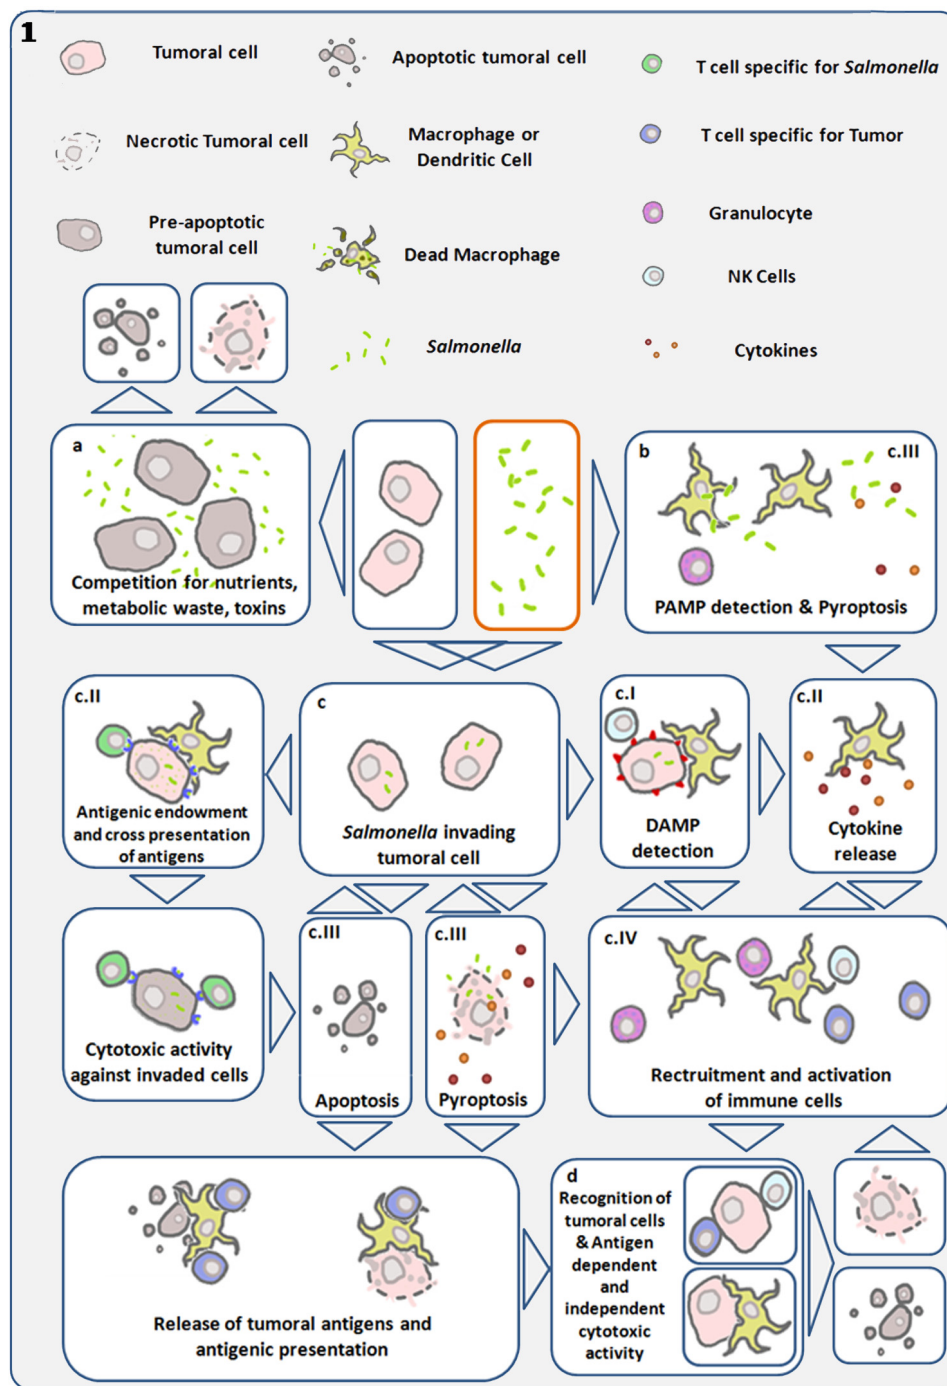 1
Tumoral cell
Apoptotic tumoral cell
T cell specific for Salmonella
Necrotic Tumoral cell
Macrophage or
Dendritic Cell
T cell specific for Tumor
Pre-apoptotic
tumoral cell
Dead Macrophage
Granulocyte
NK Cells
Salmonella
Cytokines
a
Competition for nutrients,
metabolic waste, toxins
b
c.III
PAMP detection & Pyroptosis
c.II
Antigenic endowment
and cross presentation
of antigens
c
Salmonella invading
tumoral cell
c.I
DAMP
detection
c.II
Cytokine
release
Cytotoxic activity
against invaded cells
c.III
Apoptosis
c.III
Pyroptosis
c.IV
Rectruitment and activation
of immune cells
Release of tumoral antigens and
antigenic presentation
d
Recognition of
tumoral cells
& Antigen
dependent
and
independent
cytotoxic
activity